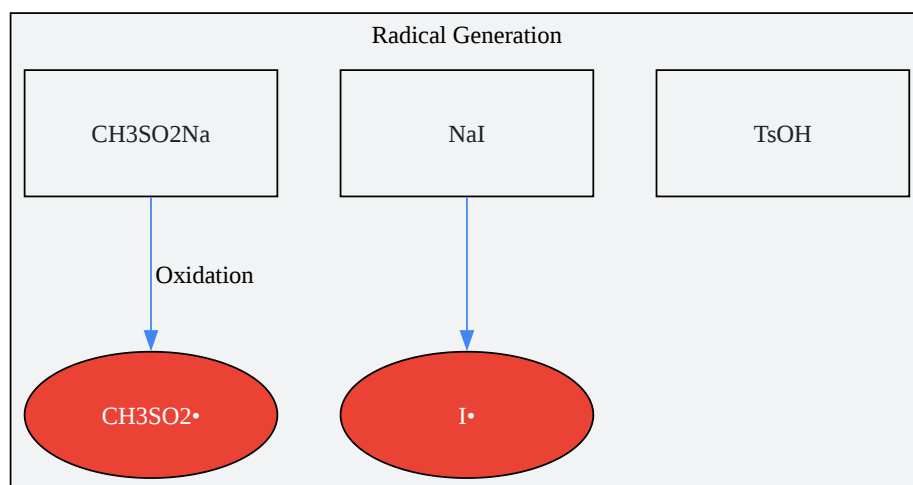 Radical Generation
CH3SO2Na
NaI
TsOH
Oxidation
CH3SO2•
I•